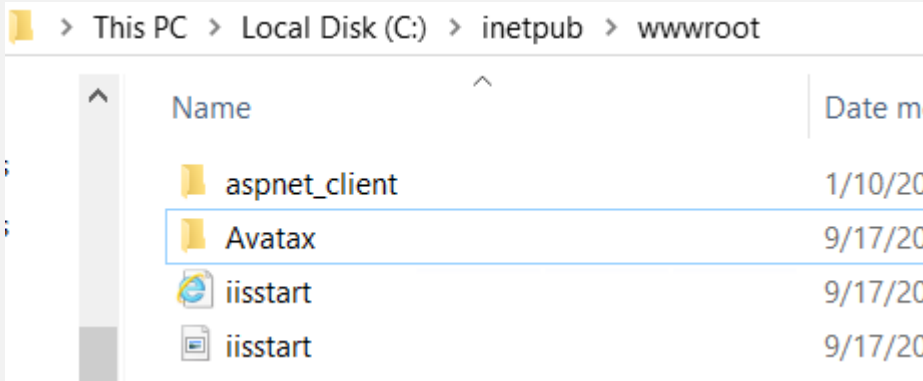 This PC > Local Disk (C:) > inetpub > wwwroot
Name Date m
aspnet_client 1/10/20
Avatax 9/17/20
iisstart 9/17/20
iisstart 9/17/20